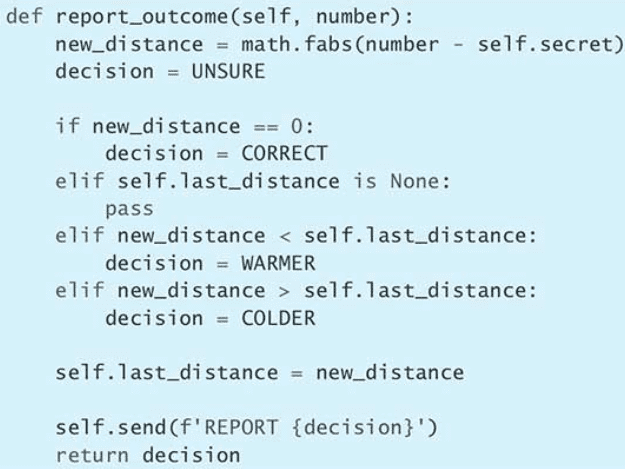 def report_outcome(self, number):
    new_distance = math.fabs(number - self.secret)
    decision = UNSURE

    if new_distance == 0:
        decision = CORRECT
    elif self.last_distance is None:
        pass
    elif new_distance < self.last_distance:
        decision = WARMER
    elif new_distance > self.last_distance:
        decision = COLDER

    self.last_distance = new_distance

    self.send(f'REPORT {decision}')
    return decision